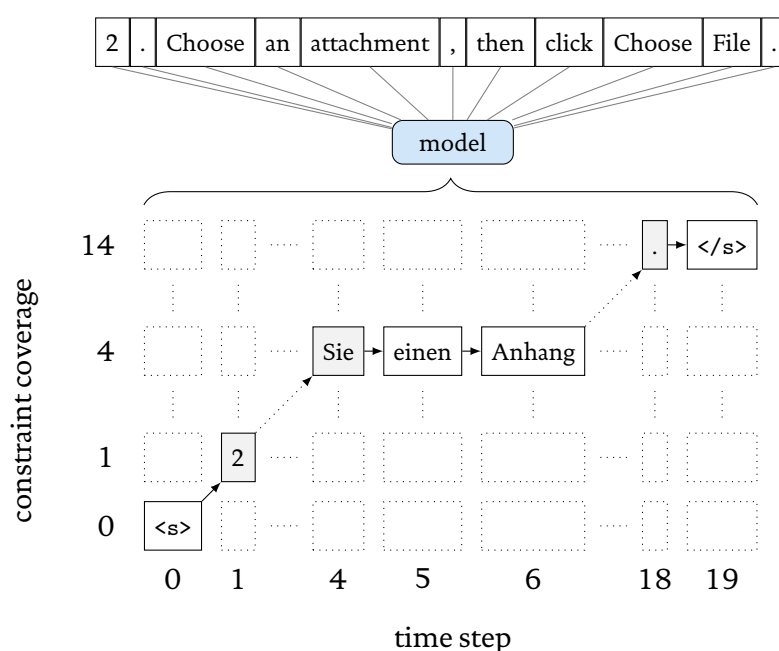 2 . Choose an attachment , then click Choose File .
model
14 . </s>
4 Sie einen Anhang
1 2
0 <s>
constraint coverage
0 1 4 5 6 18 19
time step